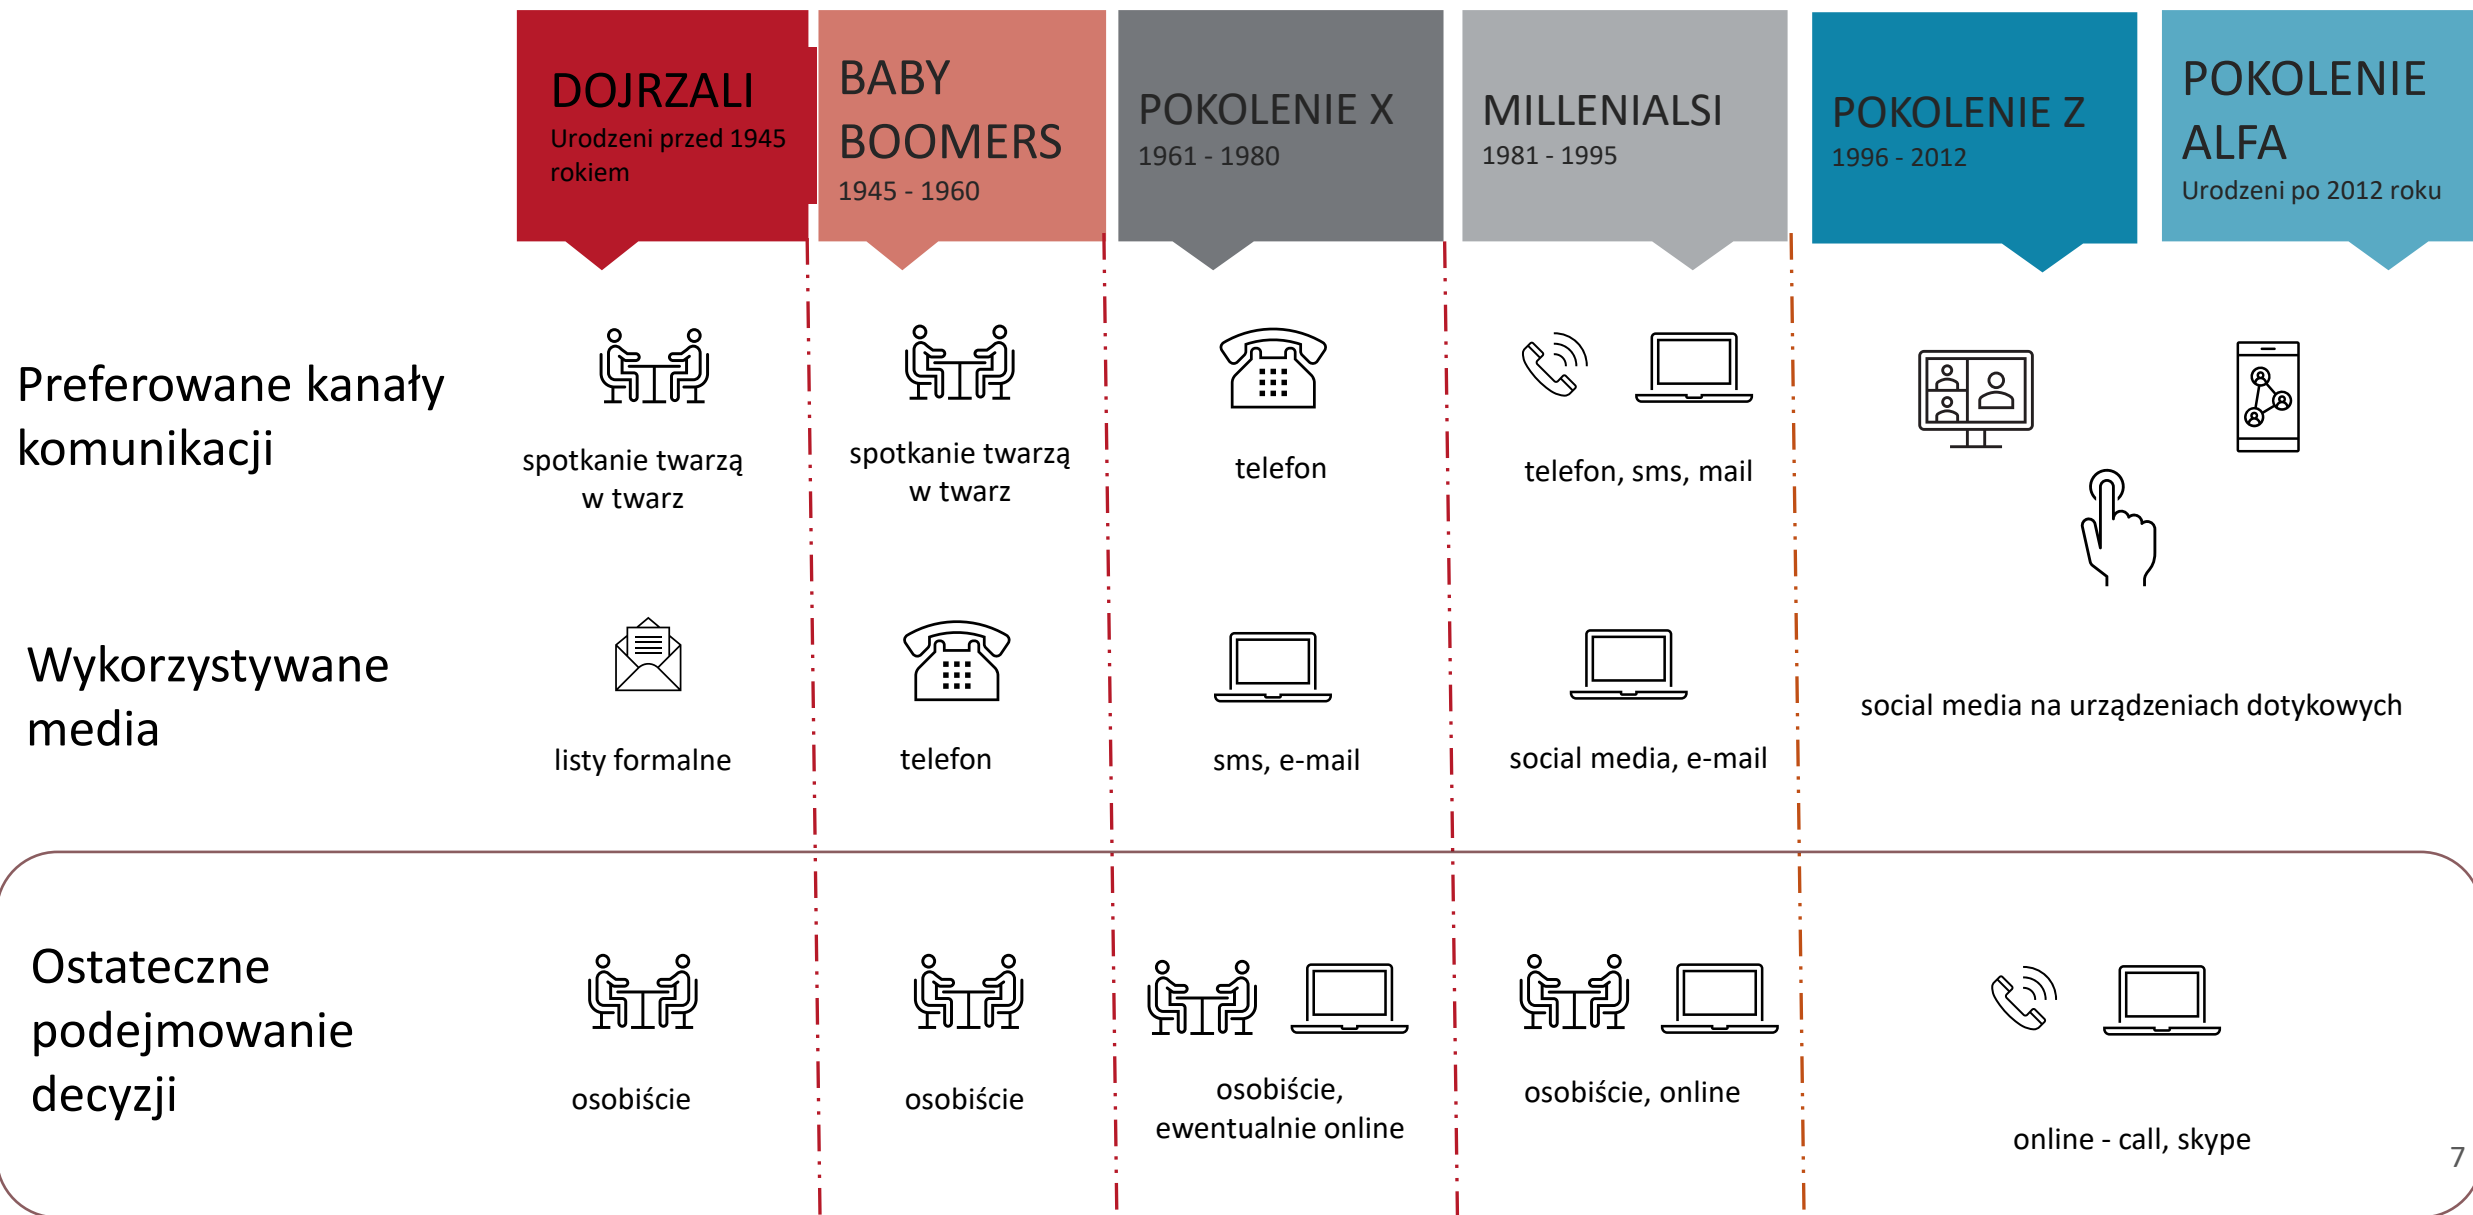 DOJRZALI
Urodzeni przed 1945
rokiem
BABY
BOOMERS
1945 - 1960
POKOLENIE X
1961 - 1980
MILLENIALSI
1981 - 1995
POKOLENIE Z
1996 - 2012
POKOLENIE
ALFA
Urodzeni po 2012 roku
Preferowane kanały
komunikacji
spotkanie twarzą
w twarz
spotkanie twarzą
w twarz
telefon
telefon, sms, mail
Wykorzystywane
media
listy formalne
telefon
sms, e-mail
social media, e-mail
social media na urządzeniach dotykowych
Ostateczne
podejmowanie
decyzji
osobiście
osobiście
osobiście,
ewentualnie online
osobiście, online
online - call, skype
7